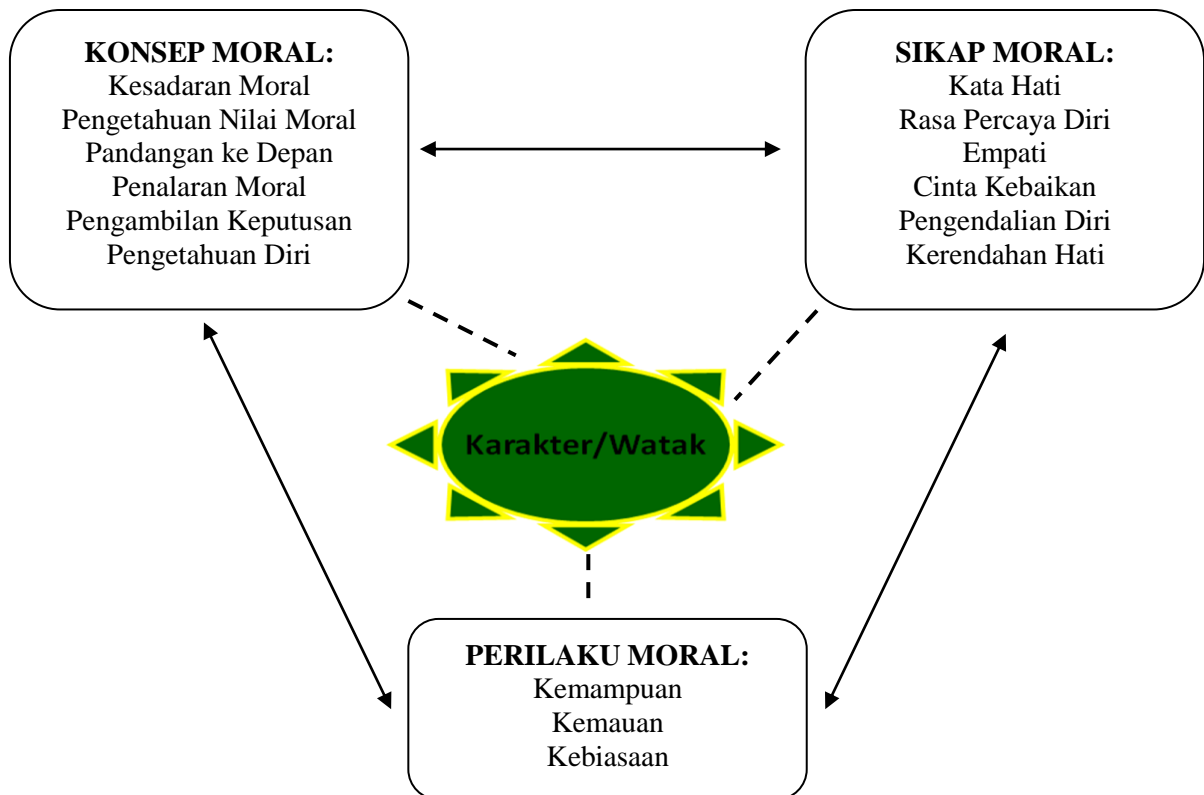 KONSEP MORAL:
Kesadaran Moral
Pengetahuan Nilai Moral
Pandangan ke Depan
Penalaran Moral
Pengambilan Keputusan
Pengetahuan Diri
SIKAP MORAL:
Kata Hati
Rasa Percaya Diri
Empati
Cinta Kebaikan
Pengendalian Diri
Kerendahan Hati
Karakter/Watak
PERILAKU MORAL:
Kemampuan
Kemauan
Kebiasaan